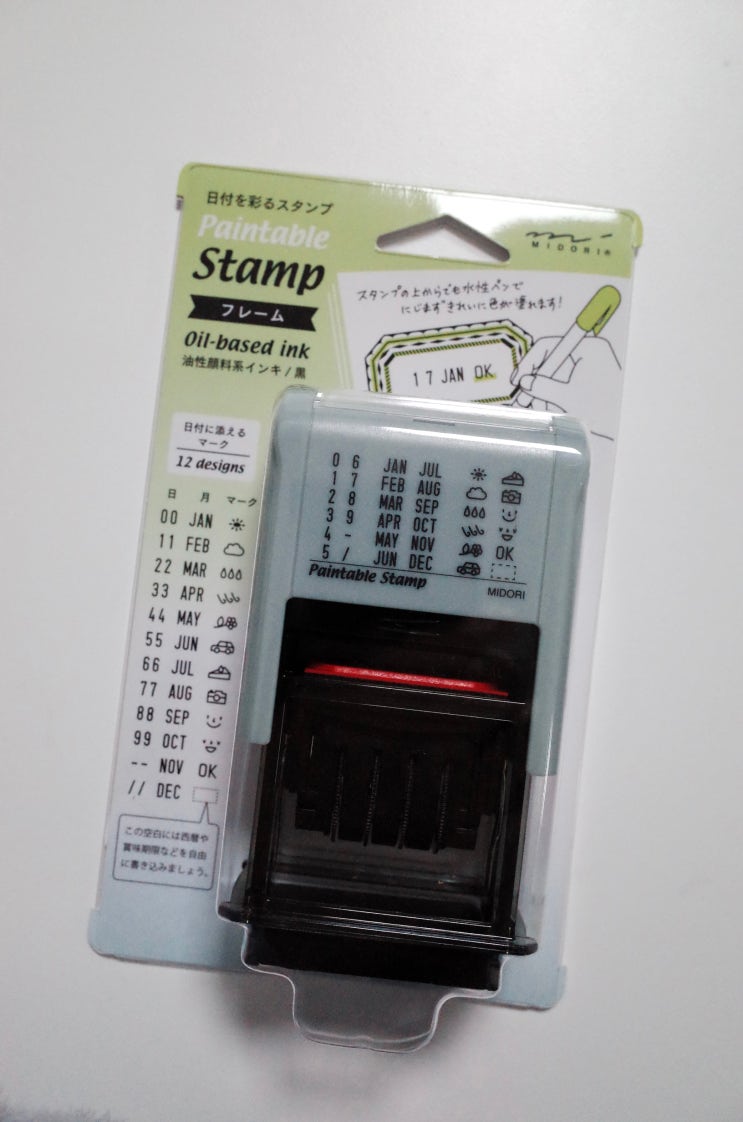 日付を彩るスタンプ
Paintable
Stamp
フレーム
Oil-based ink
油性顔料系インキ/黒
MIDORI®
スタンプの上からでも水性ペンで
にじまずきれいに色が塗れます!
17 JAN OK
日付に添える
マーク
12 designs
日 月 マーク
00 JAN
11 FEB
22 MAR
33 APR
44 MAY
55 JUN
66 JUL
77 AUG
88 SEP
99 OCT
-- NOV OK
// DEC
この空白には西暦や
賞味期限などを自由
に書き込みましょう。
0 6 JAN JUL
1 7 FEB AUG
2 8 MAR SEP
3 9 APR OCT
4 - MAY NOV OK
5 / JUN DEC
Paintable Stamp
MIDORI